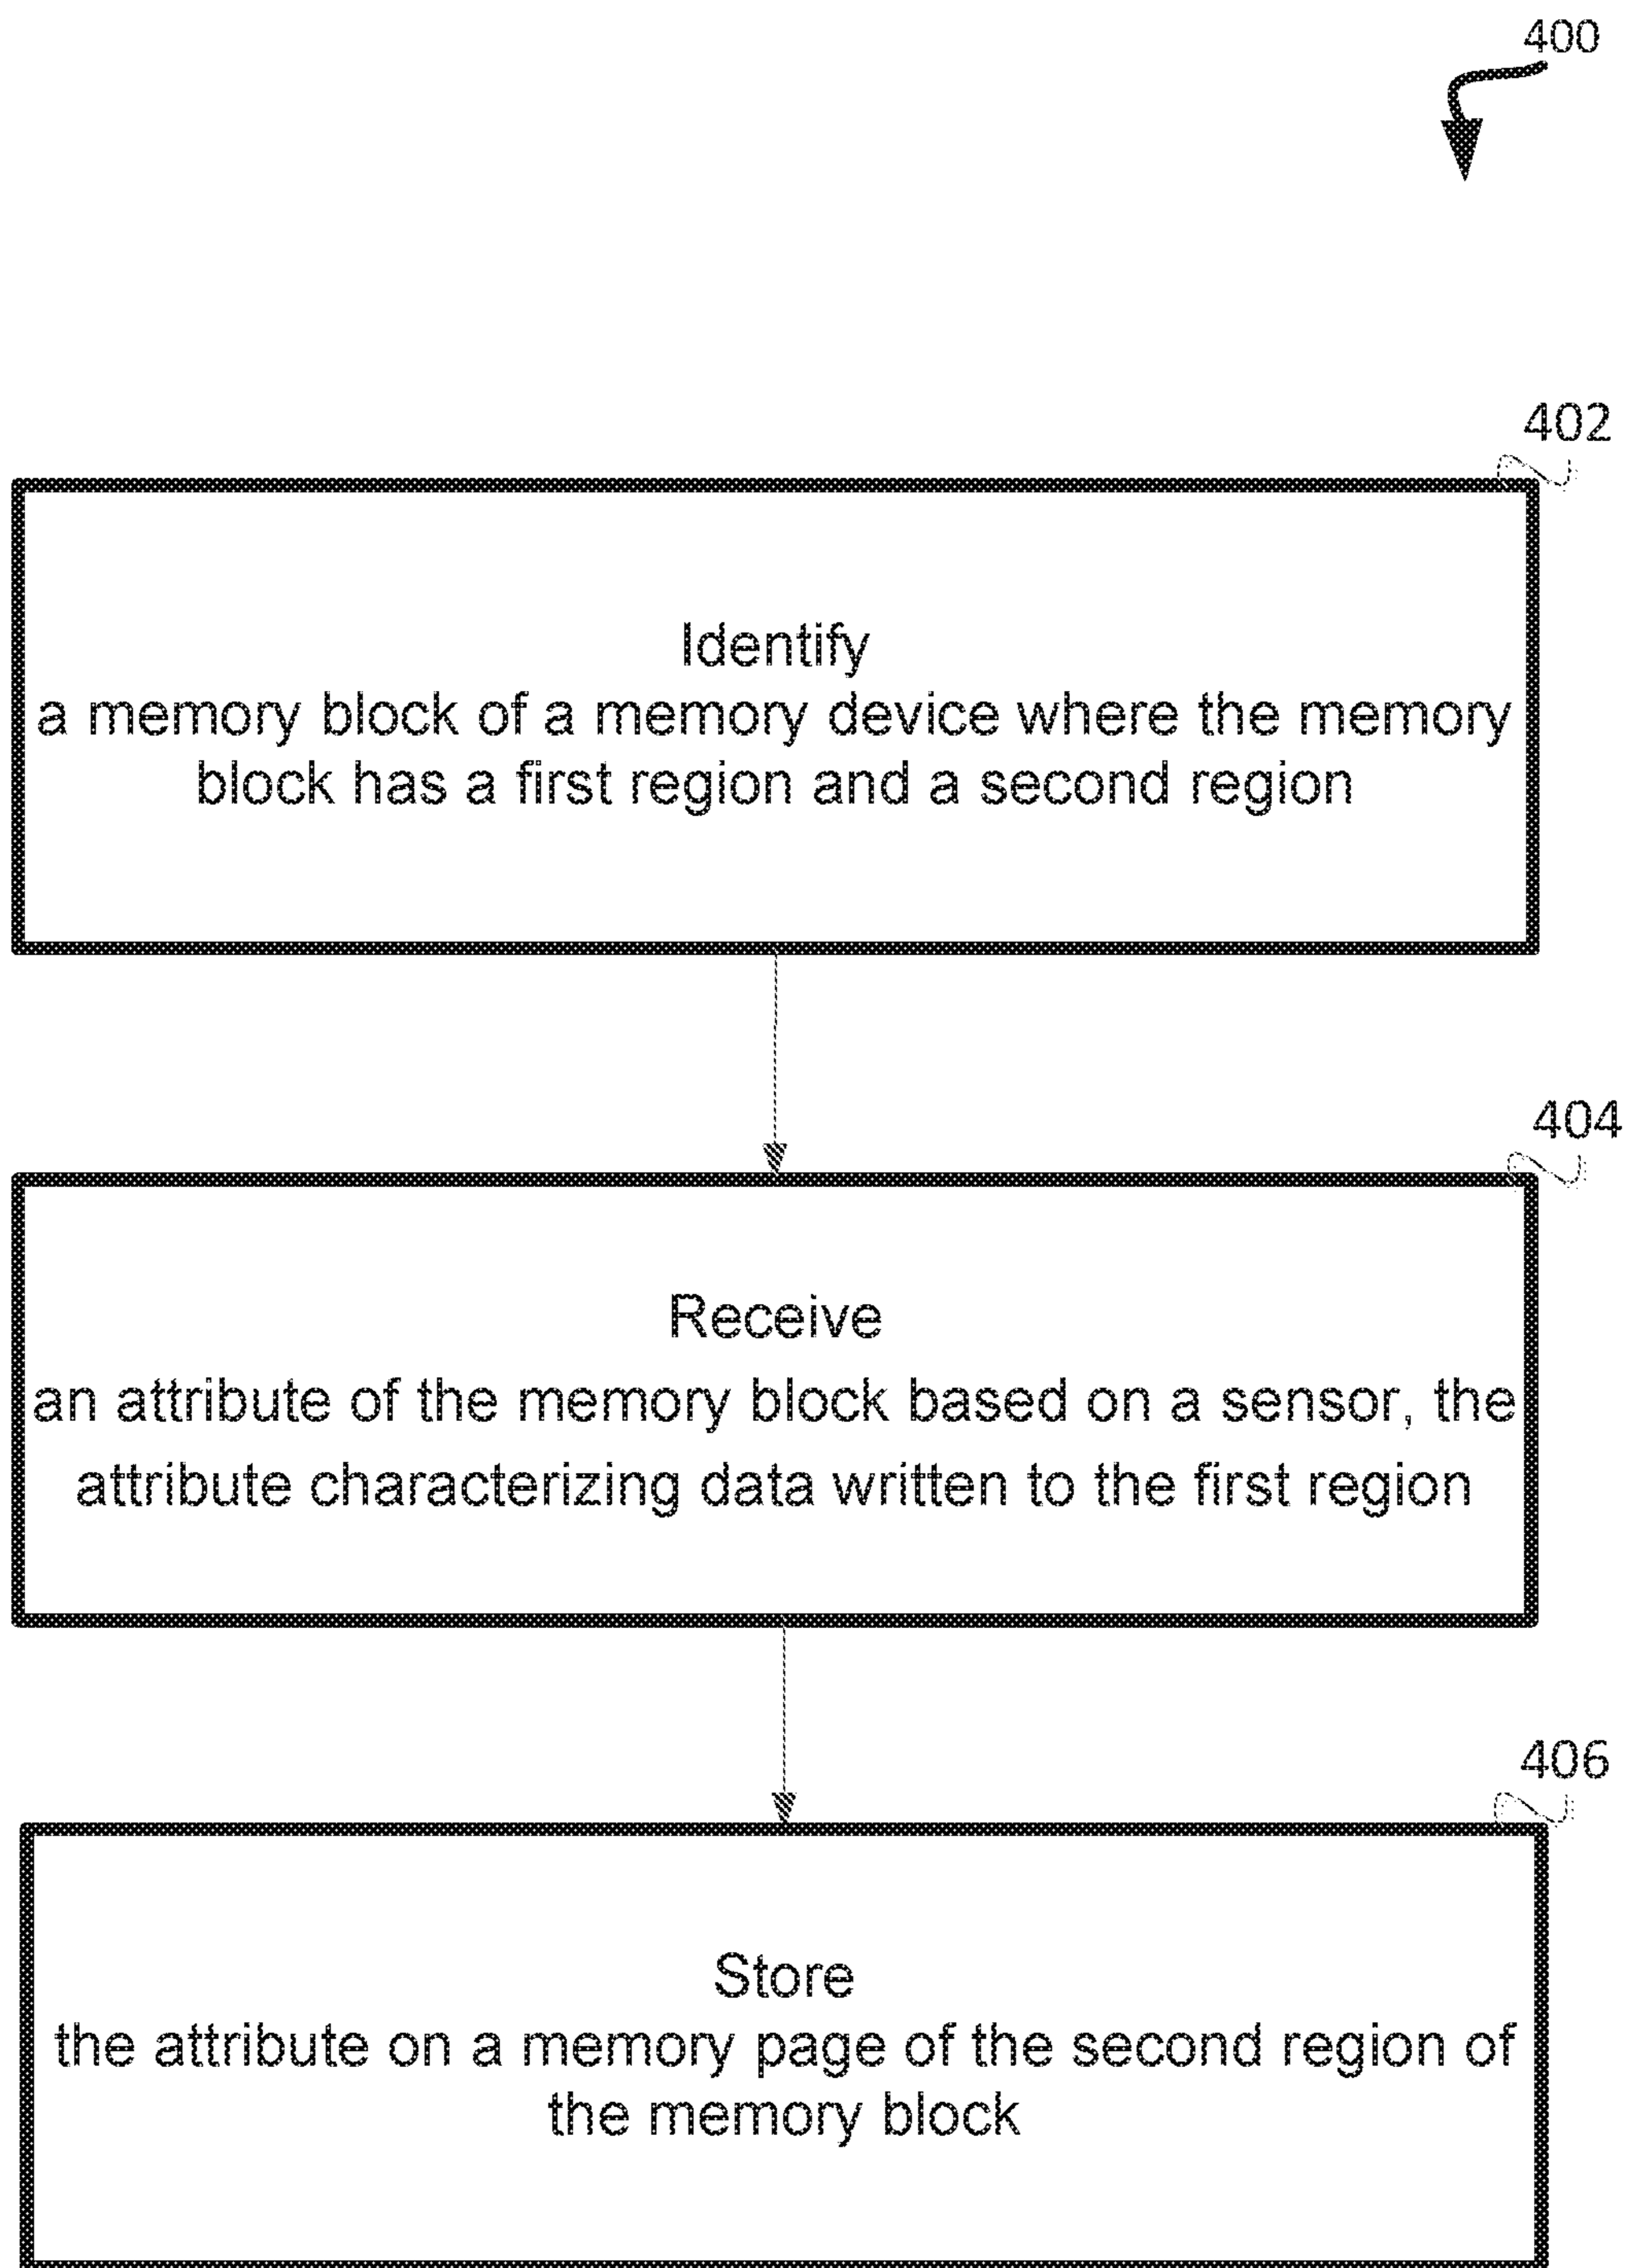 400
402
Identify
a memory block of a memory device where the memory
block has a first region and a second region
404
Receive
an attribute of the memory block based on a sensor, the
attribute characterizing data written to the first region
406
Store
the attribute on a memory page of the second region of
the memory block